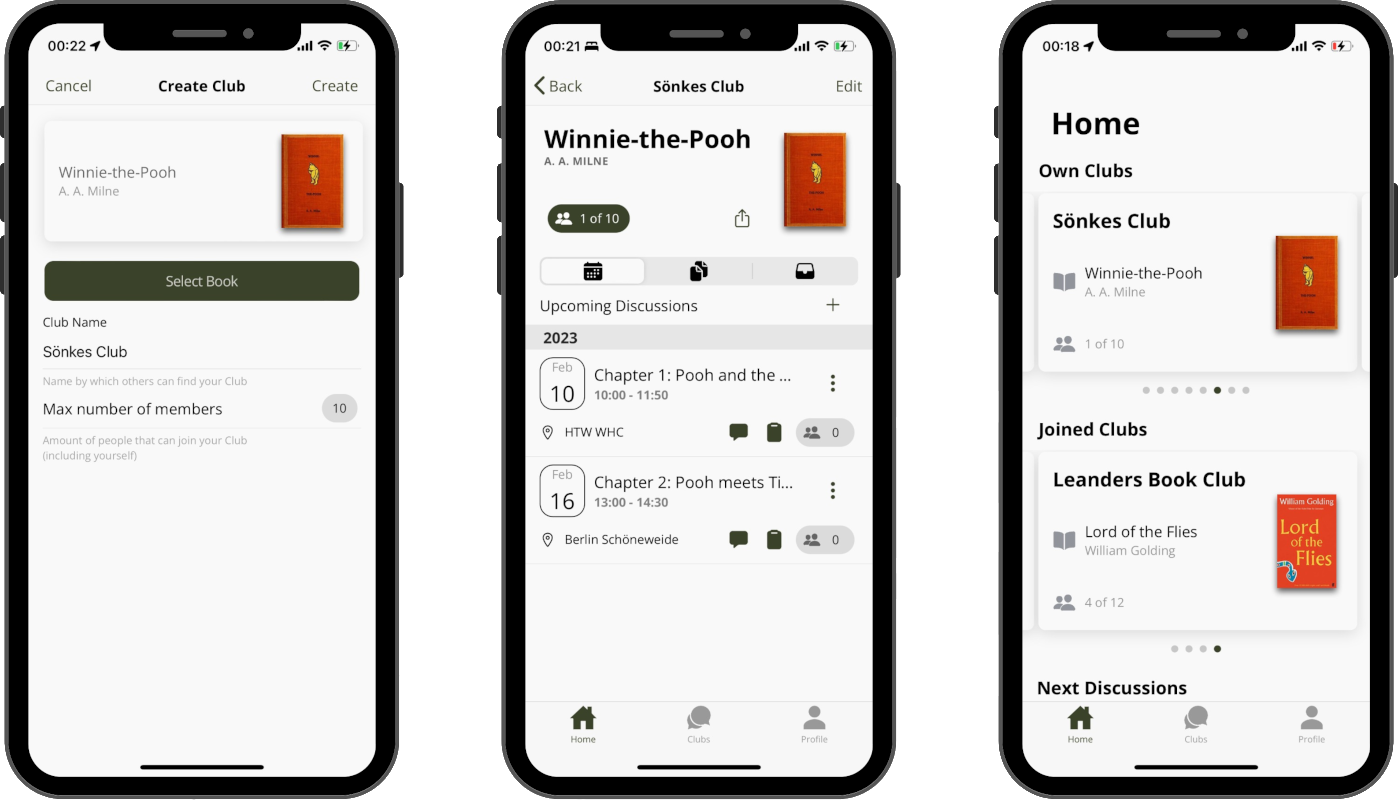 00:22
Cancel
Create Club
Create
Winnie-the-Pooh
A. A. Milne
Select Book
Club Name
Sönkes Club
Name by which others can find your Club
Max number of members
10
Amount of people that can join your Club
(including yourself)
00:21
Back
Sönkes Club
Edit
Winnie-the-Pooh
A. A. MILNE
1 of 10
Upcoming Discussions
2023
Feb
10
Chapter 1: Pooh and the ...
10:00 - 11:50
HTW WHC
0
Feb
16
Chapter 2: Pooh meets Ti...
13:00 - 14:30
Berlin Schöneweide
0
Home
Clubs
Profile
00:18
Home
Own Clubs
Sönkes Club
Winnie-the-Pooh
A. A. Milne
1 of 10
Joined Clubs
Leanders Book Club
Lord of the Flies
William Golding
4 of 12
William Golding
Lord
of the
Flies
Next Discussions
Home
Clubs
Profile